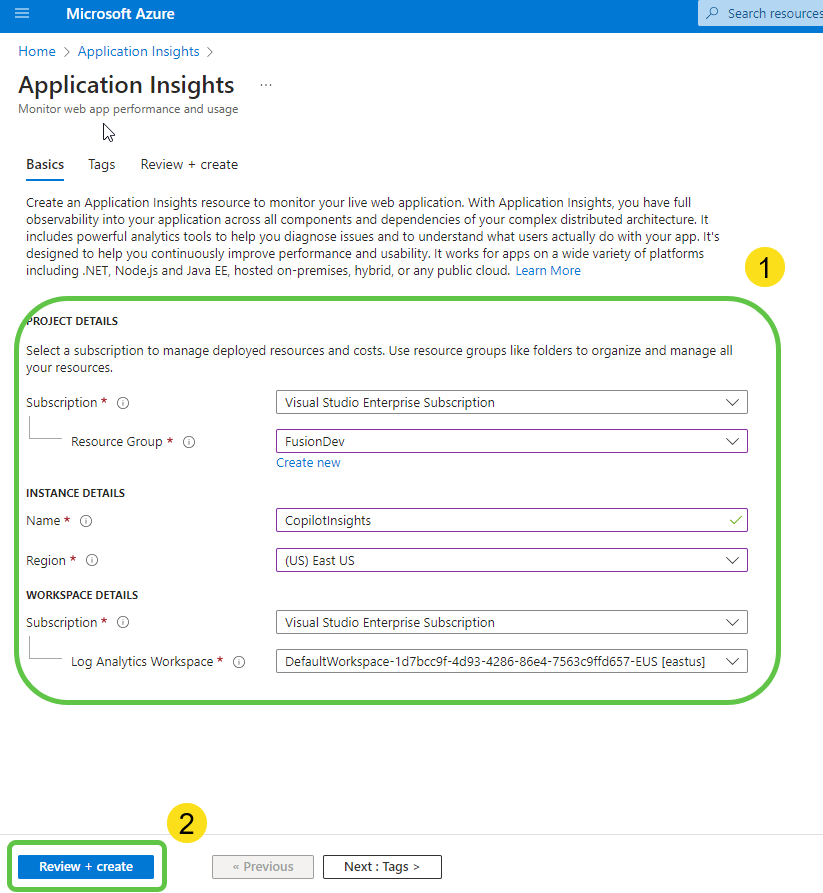 Microsoft Azure
Search resources
Home > Application Insights >
Application Insights ...
Monitor web app performance and usage
Basics Tags Review + create
Create an Application Insights resource to monitor your live web application. With Application Insights, you have full
observability into your application across all components and dependencies of your complex distributed architecture. It
includes powerful analytics tools to help you diagnose issues and to understand what users actually do with your app. It's
designed to help you continuously improve performance and usability. It works for apps on a wide variety of platforms
including .NET, Node.js and Java EE, hosted on-premises, hybrid, or any public cloud. Learn More
1
PROJECT DETAILS
Select a subscription to manage deployed resources and costs. Use resource groups like folders to organize and manage all
your resources.
Subscription * Visual Studio Enterprise Subscription
Resource Group * FusionDev
Create new
INSTANCE DETAILS
Name * CopilotInsights
Region * (US) East US
WORKSPACE DETAILS
Subscription * Visual Studio Enterprise Subscription
Log Analytics Workspace * DefaultWorkspace-1d7bcc9f-4d93-4286-86e4-7563c9ffd657-EUS [eastus]
2
Review + create « Previous Next : Tags >